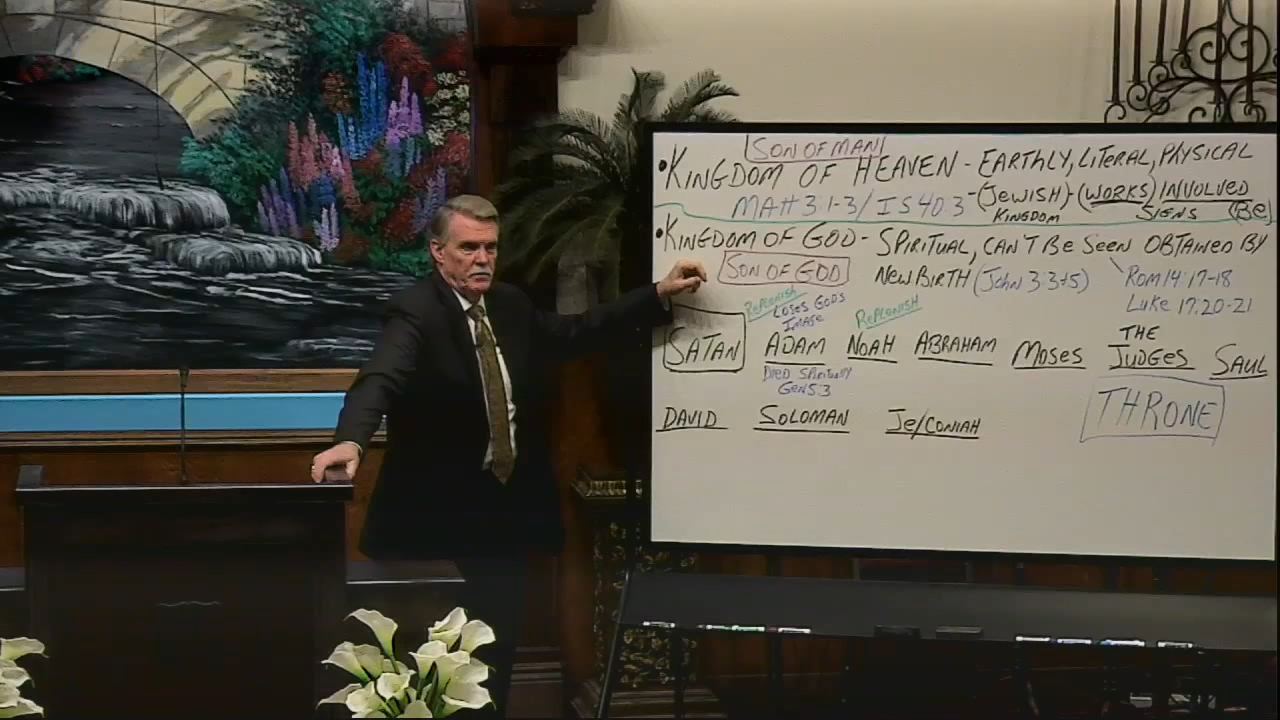 SON OF MAN
• KINGDOM OF HEAVEN - EARTHLY, LITERAL, PHYSICAL
MAtt 3 1-3 / IS 40.3 - (JEWISH) - (WORKS) INVOLVED
KINGDOM SIGNS (BE)
• KINGDOM OF GOD - SPIRITUAL, CAN'T BE SEEN OBTAINED BY
SON OF GOD NEW BIRTH (John 3.3+5) Rom 14:17-18
Luke 17.20-21
REPLENISH LOSES GODS IMAGE REPLENISH
SATAN ADAM NOAH ABRAHAM MOSES THE JUDGES SAUL
DIED SPIRITUALLY
Gen 5.3
DAVID SOLOMAN JE/CONIAH THRONE